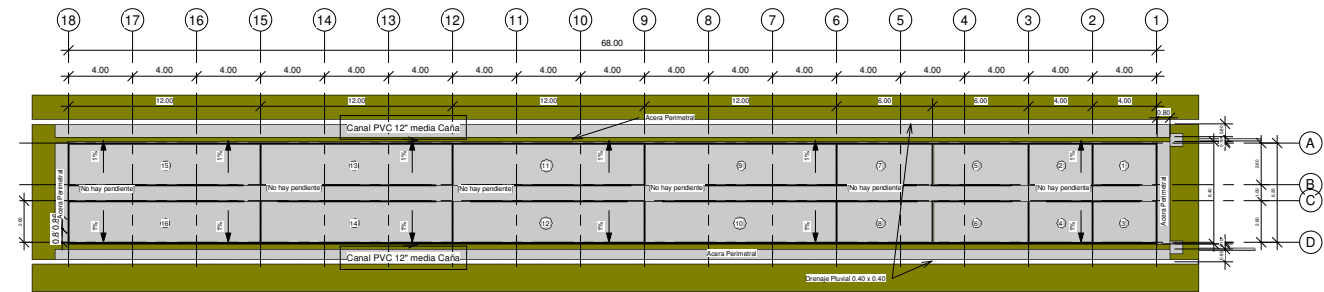 18 17 16 15 14 13 12 11 10 9 8 7 6 5 4 3 2 1
68.00
4.00 4.00 4.00 4.00 4.00 4.00 4.00 4.00 4.00 4.00 4.00 4.00 4.00 4.00 4.00 4.00 4.00
12.00 12.00 12.00 12.00 6.00 6.00 4.00 4.00
0.80
Acera Perimetral
Canal PVC 12" media Caña
A
1% 1% 1% 1% 1% 1%
15 13 11 9 7 5 2 1
Acera Perimetral
(No hay pendiente) (No hay pendiente) (No hay pendiente) (No hay pendiente) (No hay pendiente) (No hay pendiente)
B
C
Acera Perimetral
1% 1% 1% 1% 1% 1%
16 14 12 10 8 6 4 3
D
Canal PVC 12" media Caña
Acera Perimetral
Drenaje Pluvial 0.40 x 0.40